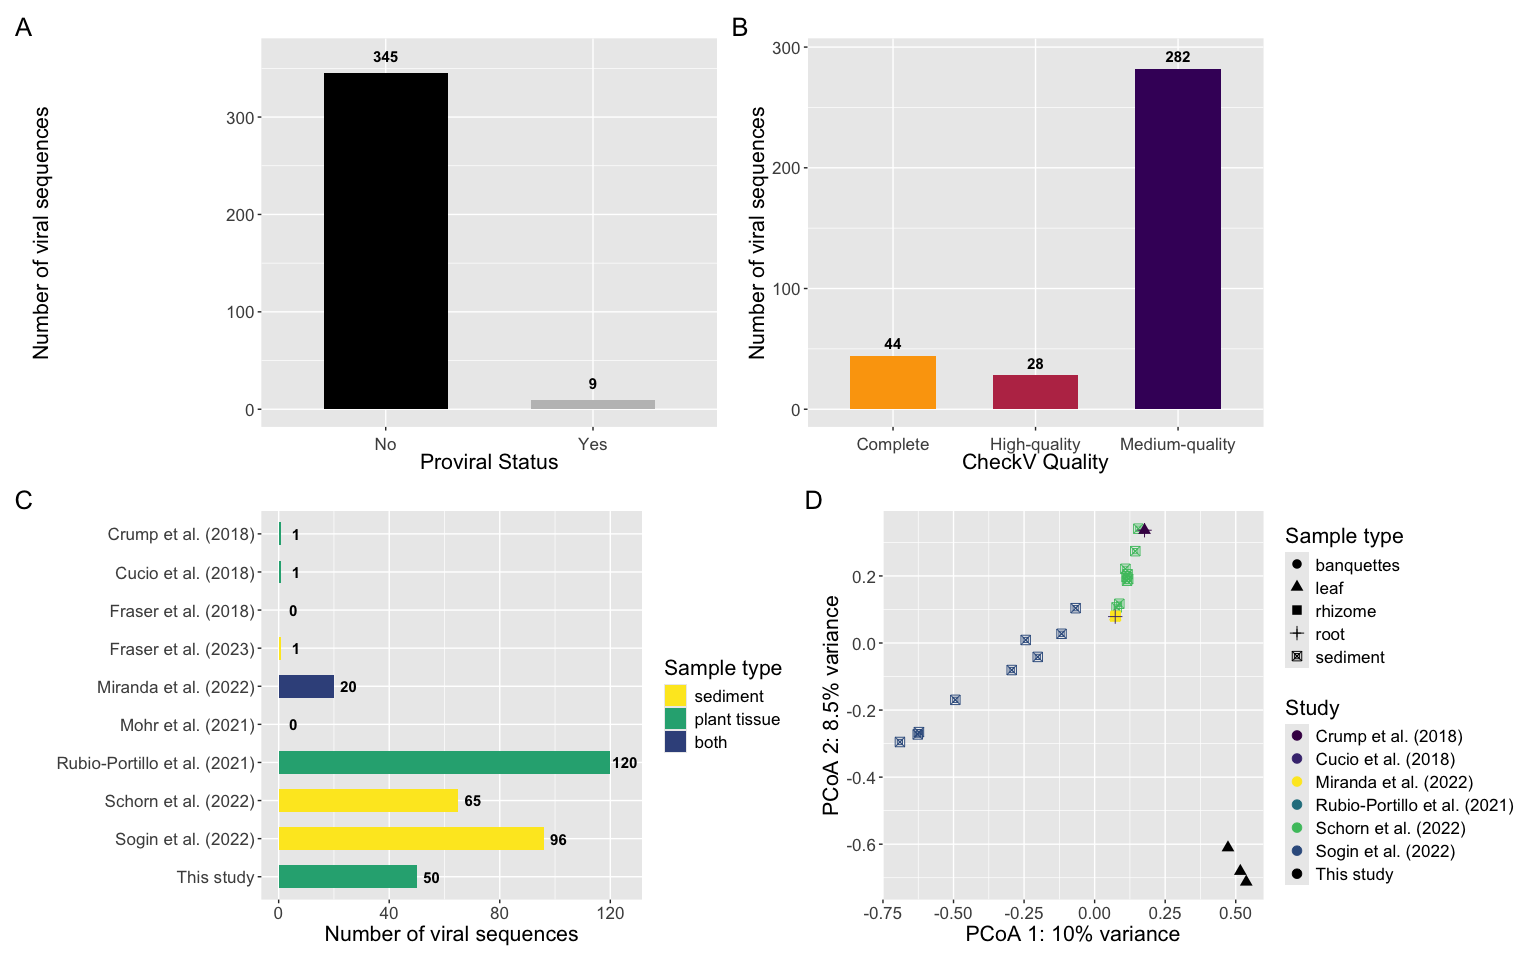 A
Number of viral sequences
345
9
300
200
100
0
No
Yes
Proviral Status
B
Number of viral sequences
44
28
282
300
200
100
0
Complete
High-quality
Medium-quality
CheckV Quality
C
Crump et al. (2018)
1
Cucio et al. (2018)
1
Fraser et al. (2018)
0
Fraser et al. (2023)
1
Miranda et al. (2022)
20
Mohr et al. (2021)
0
Rubio-Portillo et al. (2021)
120
Schorn et al. (2022)
65
Sogin et al. (2022)
96
This study
50
0
40
80
120
Number of viral sequences
Sample type
sediment
plant tissue
both
D
PCoA 2: 8.5% variance
0.2
0.0
-0.2
-0.4
-0.6
-0.75
-0.50
-0.25
0.00
0.25
0.50
PCoA 1: 10% variance
Sample type
banquettes
leaf
rhizome
root
sediment
Study
Crump et al. (2018)
Cucio et al. (2018)
Miranda et al. (2022)
Rubio-Portillo et al. (2021)
Schorn et al. (2022)
Sogin et al. (2022)
This study